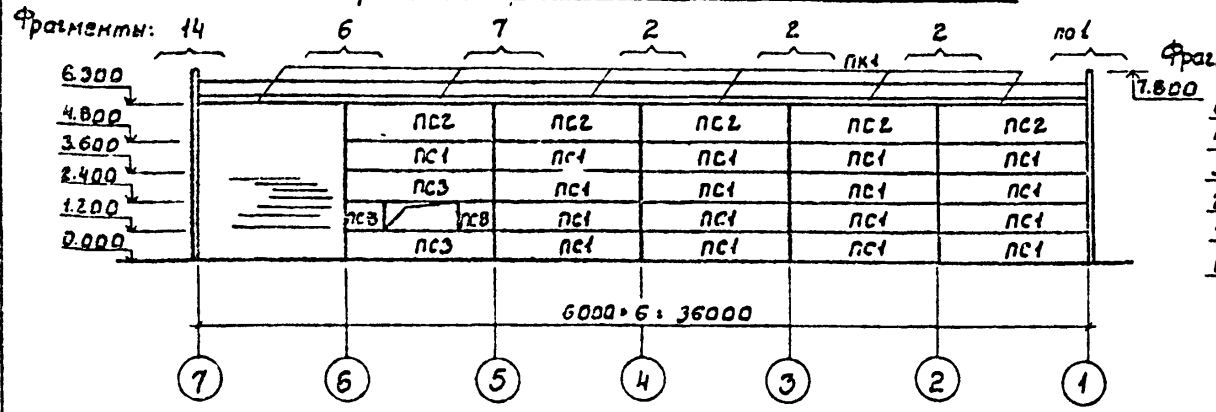 Фрагменты: 14 6 7 2 2 2 по1 Фраг
ПК1
6.300 7.800
ПС2 ПС2 ПС2 ПС2 ПС2
4.800
ПС1 ПС1 ПС1 ПС1 ПС1
3.600
ПС3 ПС1 ПС1 ПС1 ПС1
2.400
ПС3 ПС8 ПС1 ПС1 ПС1 ПС1
1.200
ПС3 ПС1 ПС1 ПС1 ПС1
0.000
6000×6=36000
7 6 5 4 3 2 1